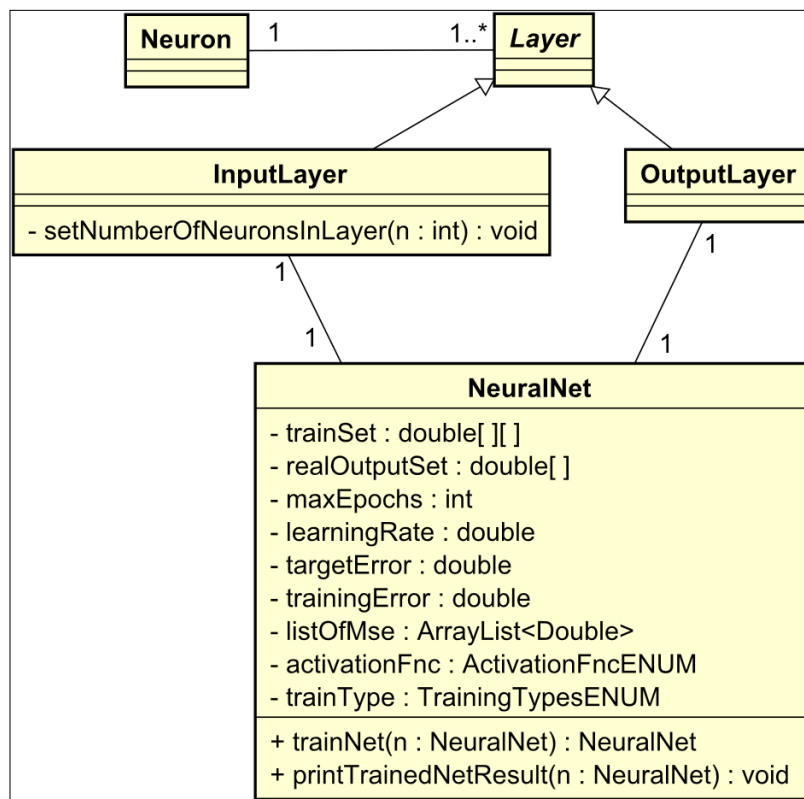 Neuron
1
1..*
Layer
InputLayer
- setNumberOfNeuronsInLayer(n : int) : void
OutputLayer
1
1
1
1
NeuralNet
- trainSet : double[ ][ ]
- realOutputSet : double[ ]
- maxEpochs : int
- learningRate : double
- targetError : double
- trainingError : double
- listOfMse : ArrayList<Double>
- activationFnc : ActivationFncENUM
- trainType : TrainingTypesENUM
+ trainNet(n : NeuralNet) : NeuralNet
+ printTrainedNetResult(n : NeuralNet) : void